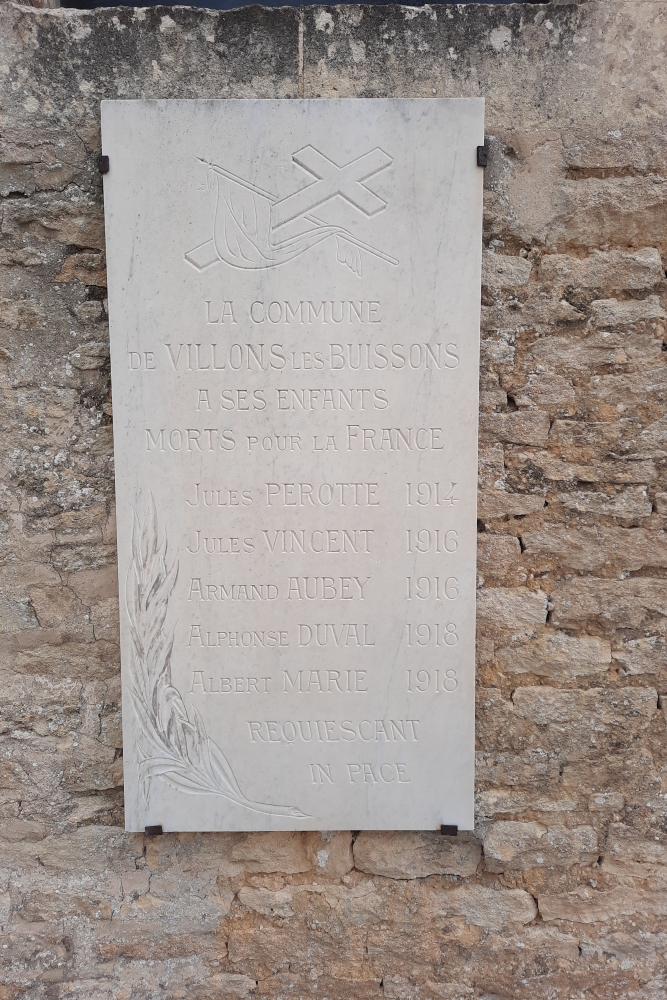 LA COMMUNE
DE VILLONS LES BUISSONS
A SES ENFANTS
MORTS POUR LA FRANCE
JULES PEROTTE 1914
JULES VINCENT 1916
ARMAND AUBEY 1916
ALPHONSE DUVAL 1918
ALBERT MARIE 1918
REQUIESCANT
IN PACE